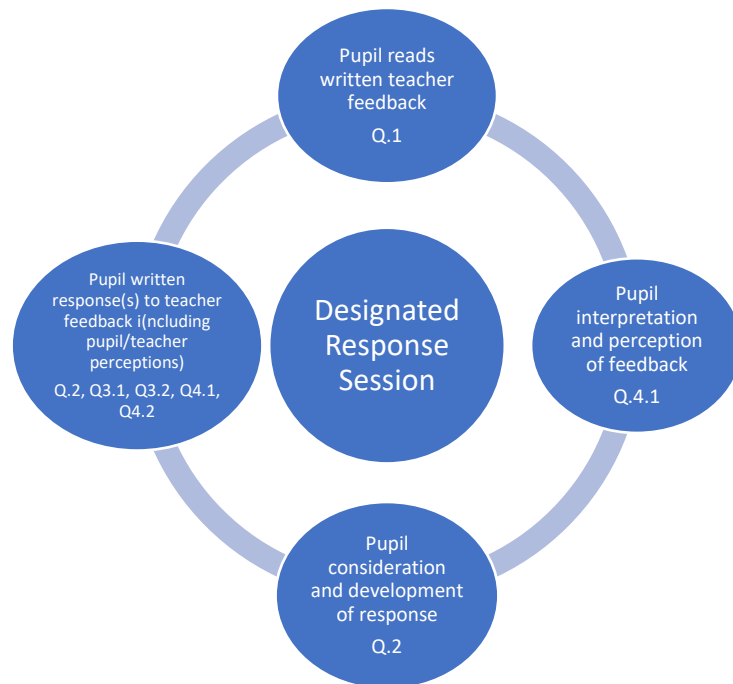 Pupil reads
written teacher
feedback
Q.1
Pupil written
response(s) to teacher
feedback i(ncluding
pupil/teacher
perceptions)
Q.2, Q3.1, Q3.2, Q4.1,
Q4.2
Designated
Response
Session
Pupil
interpretation
and perception
of feedback
Q.4.1
Pupil
consideration
and development
of response
Q.2